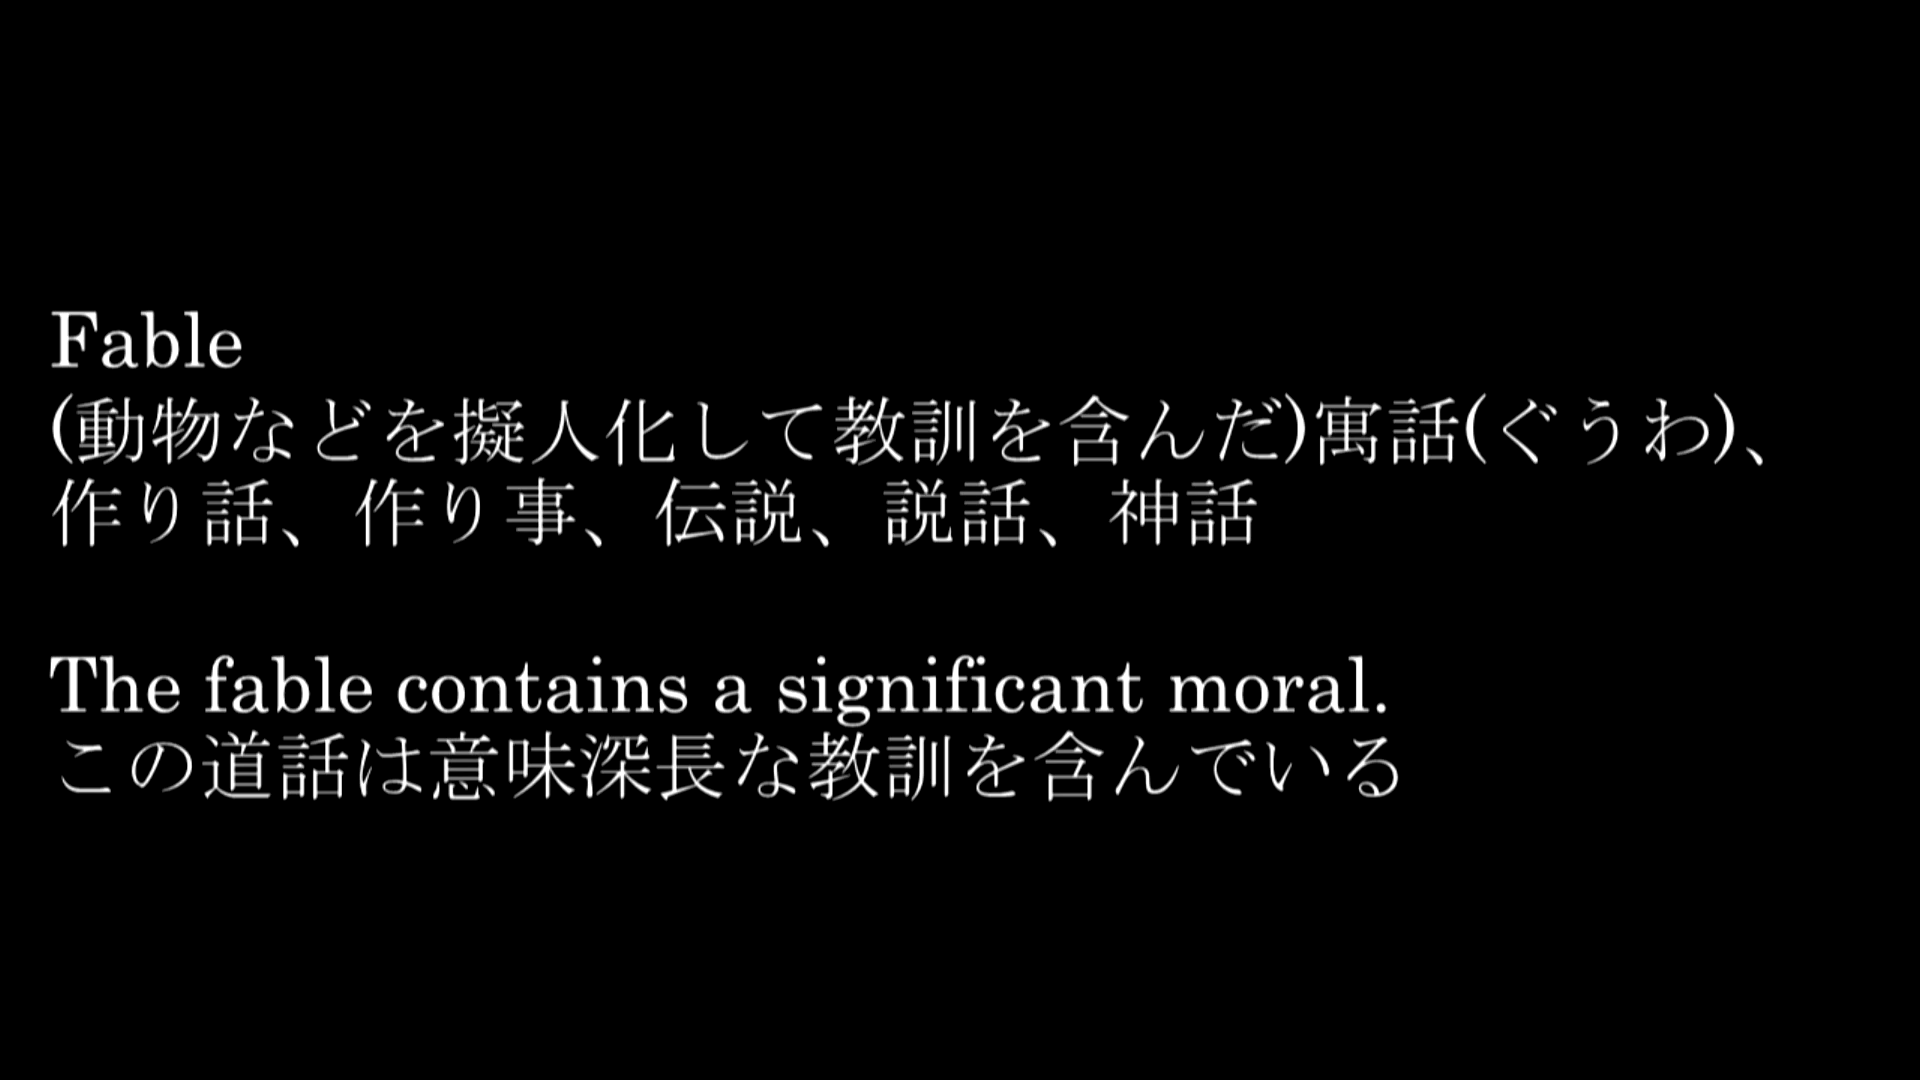 Fable
(動物などを擬人化して教訓を含んだ)寓話(ぐうわ)、
作り話、作り事、伝説、説話、神話
The fable contains a significant moral.
この道話は意味深長な教訓を含んでいる